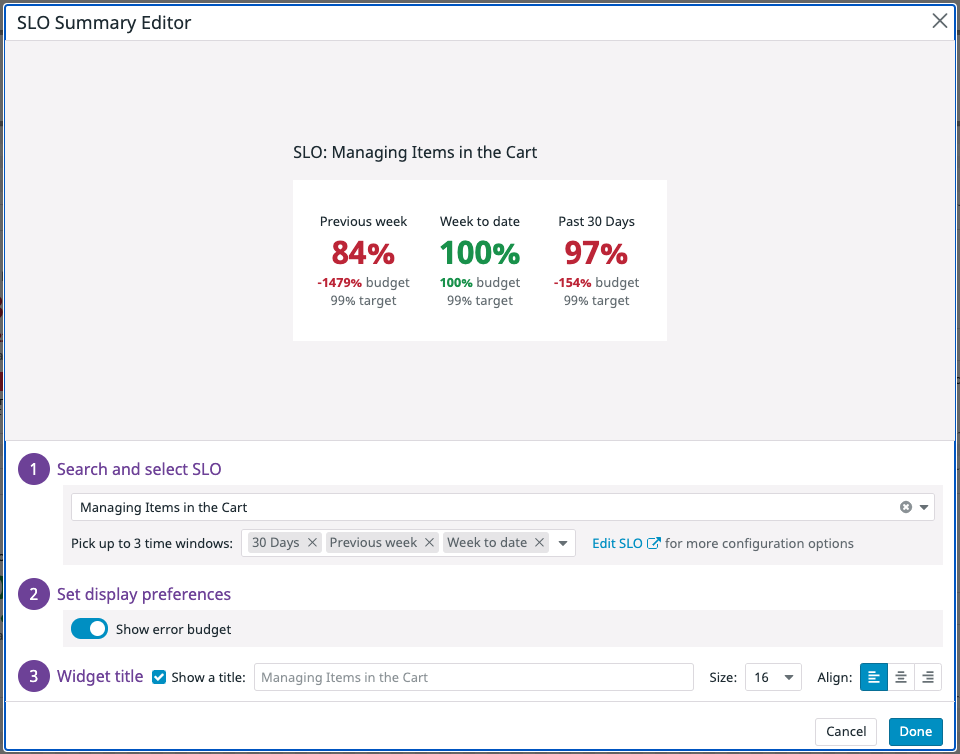 SLO Summary Editor
SLO: Managing Items in the Cart
Previous week Week to date Past 30 Days
84% 100% 97%
-1479% budget 100% budget -154% budget
99% target 99% target 99% target
1 Search and select SLO
Managing Items in the Cart
Pick up to 3 time windows: 30 Days Previous week Week to date Edit SLO for more configuration options
2 Set display preferences
Show error budget
3 Widget title Show a title: Managing Items in the Cart Size: 16 Align:
Cancel Done